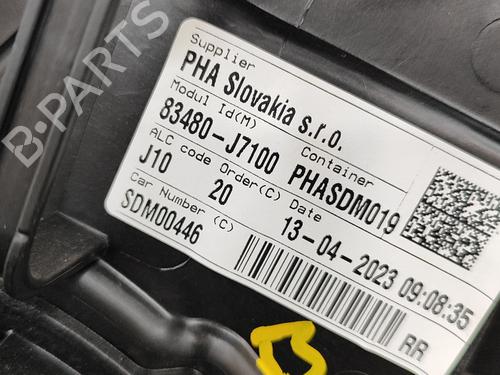 Supplier
PHA Slovakia s.r.o.
Modul Id(M) Container
83480-J7100 PHASDM019
ALC code Order(C) Date
J10 20 13-04-2023 09:08:35
Car Number (C)
SDM00446
RR
B-PARTS